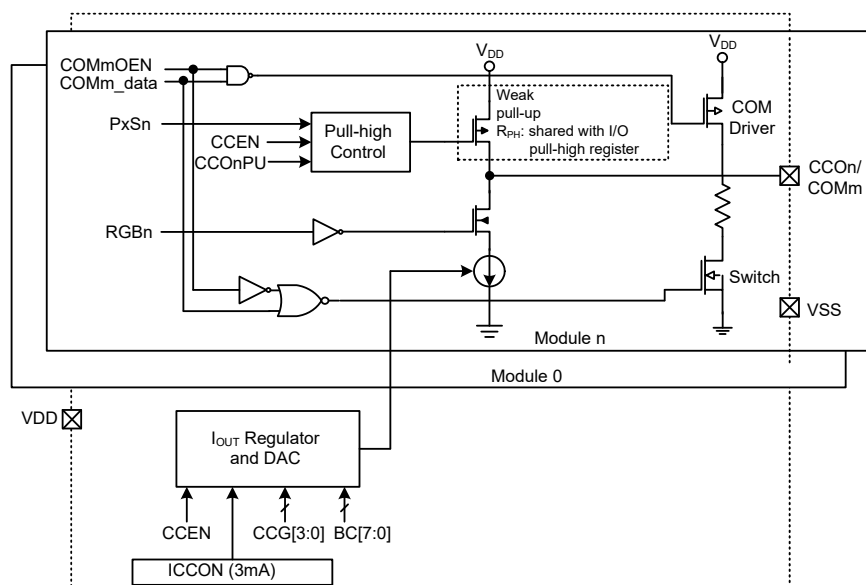 COMmOEN
COMm_data
VDD
VDD
Weak
pull-up
RPH: shared with I/O
pull-high register
COM
Driver
PxSn
CCEN
CCOnPU
Pull-high
Control
CCOn/
COMm
RGBn
Switch
VSS
Module n
Module 0
VDD
IOUT Regulator
and DAC
CCEN
CCG[3:0]
BC[7:0]
ICCON (3mA)